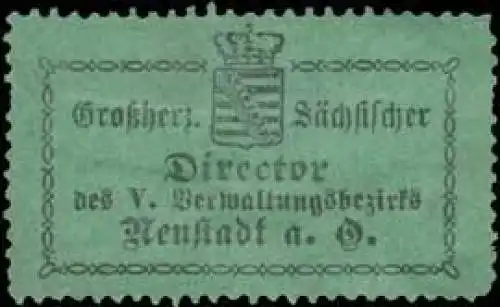 Großherz. Sächsischer
Director
des V. Verwaltungsbezirks
Neustadt a. O.